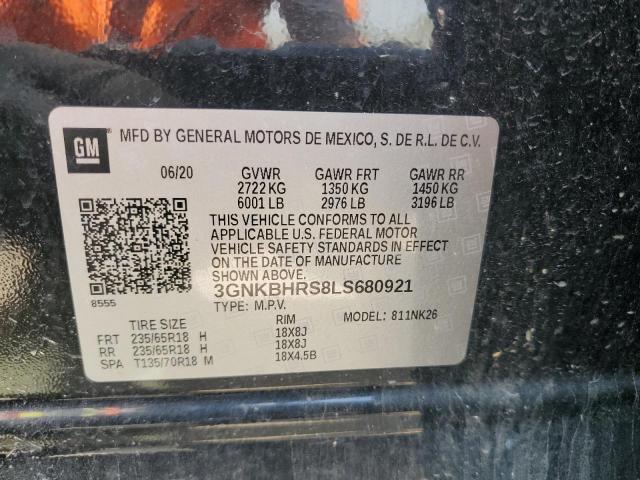 GM ® MFD BY GENERAL MOTORS DE MEXICO, S. DE R.L. DE C.V.
06/20 GVWR GAWR FRT GAWR RR
2722 KG 1350 KG 1450 KG
6001 LB 2976 LB 3196 LB
THIS VEHICLE CONFORMS TO ALL
APPLICABLE U.S. FEDERAL MOTOR
VEHICLE SAFETY STANDARDS IN EFFECT
ON THE DATE OF MANUFACTURE
SHOWN ABOVE.
3GNKBHRS8LS680921
8555
TYPE: M.P.V.
TIRE SIZE RIM MODEL: 811NK26
FRT 235/65R18 H 18X8J
RR 235/65R18 H 18X8J
SPA T135/70R18 M 18X4.5B